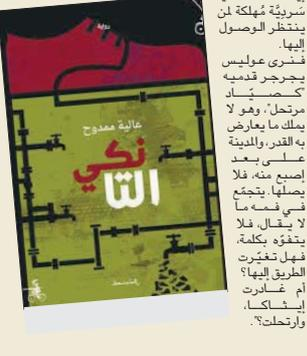 رواية
عالية ممدوح
التانكي
سَرديَّة مُهلكة لمن
ينتظر الوصول
إليها.
فنرى عوليس
يجرجر قدميه
"كصيّاد
مرتحل"، وهو لا
يملك ما يعارض
به القدر، والمدينة
على بعد
إصبع منه، فلا
يصلها. يتجمّع
في فمه ما
لا يقال، فلا
يتفوّه بكلمة،
فهل تغيّرت
الطريق إليها؟
أم غادرت
إيثاكا،
وارتحلت؟".